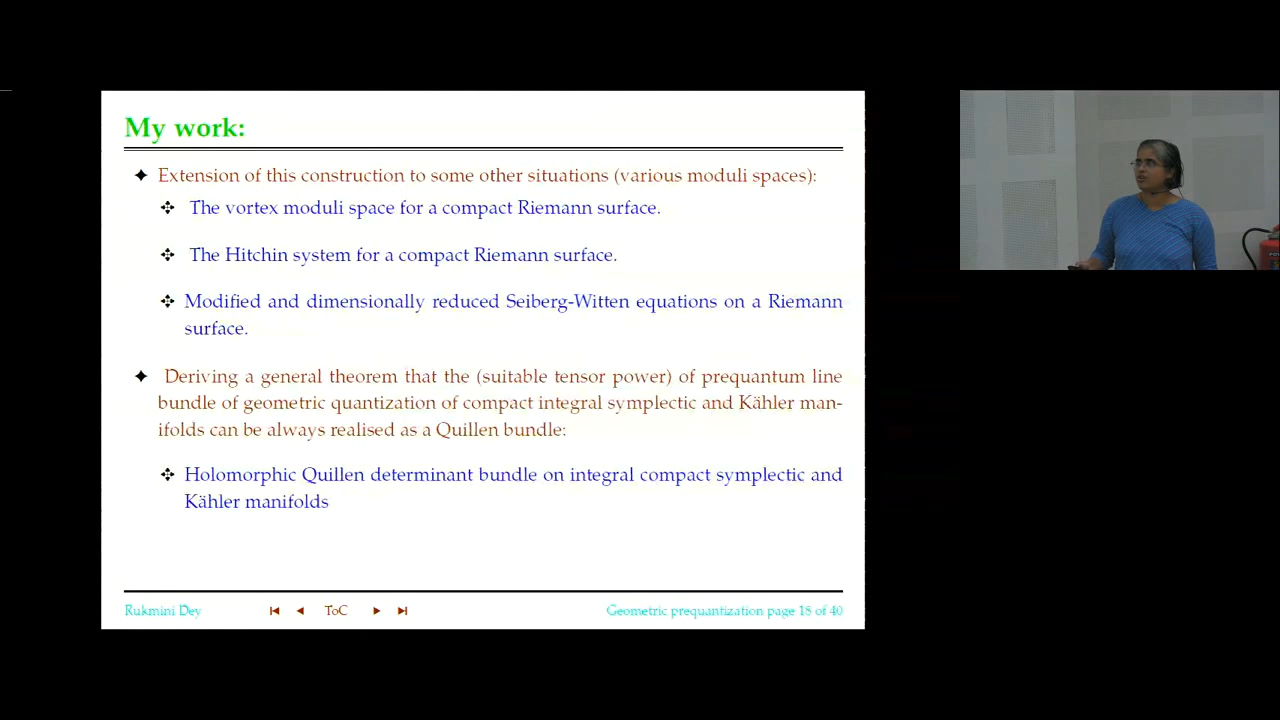 My work:
Extension of this construction to some other situations (various moduli spaces):
The vortex moduli space for a compact Riemann surface.
The Hitchin system for a compact Riemann surface.
Modified and dimensionally reduced Seiberg-Witten equations on a Riemann
surface.
Deriving a general theorem that the (suitable tensor power) of prequantum line
bundle of geometric quantization of compact integral symplectic and Kähler man-
ifolds can be always realised as a Quillen bundle:
Holomorphic Quillen determinant bundle on integral compact symplectic and
Kähler manifolds
Rukmini Dey ToC Geometric prequantization page 18 of 40